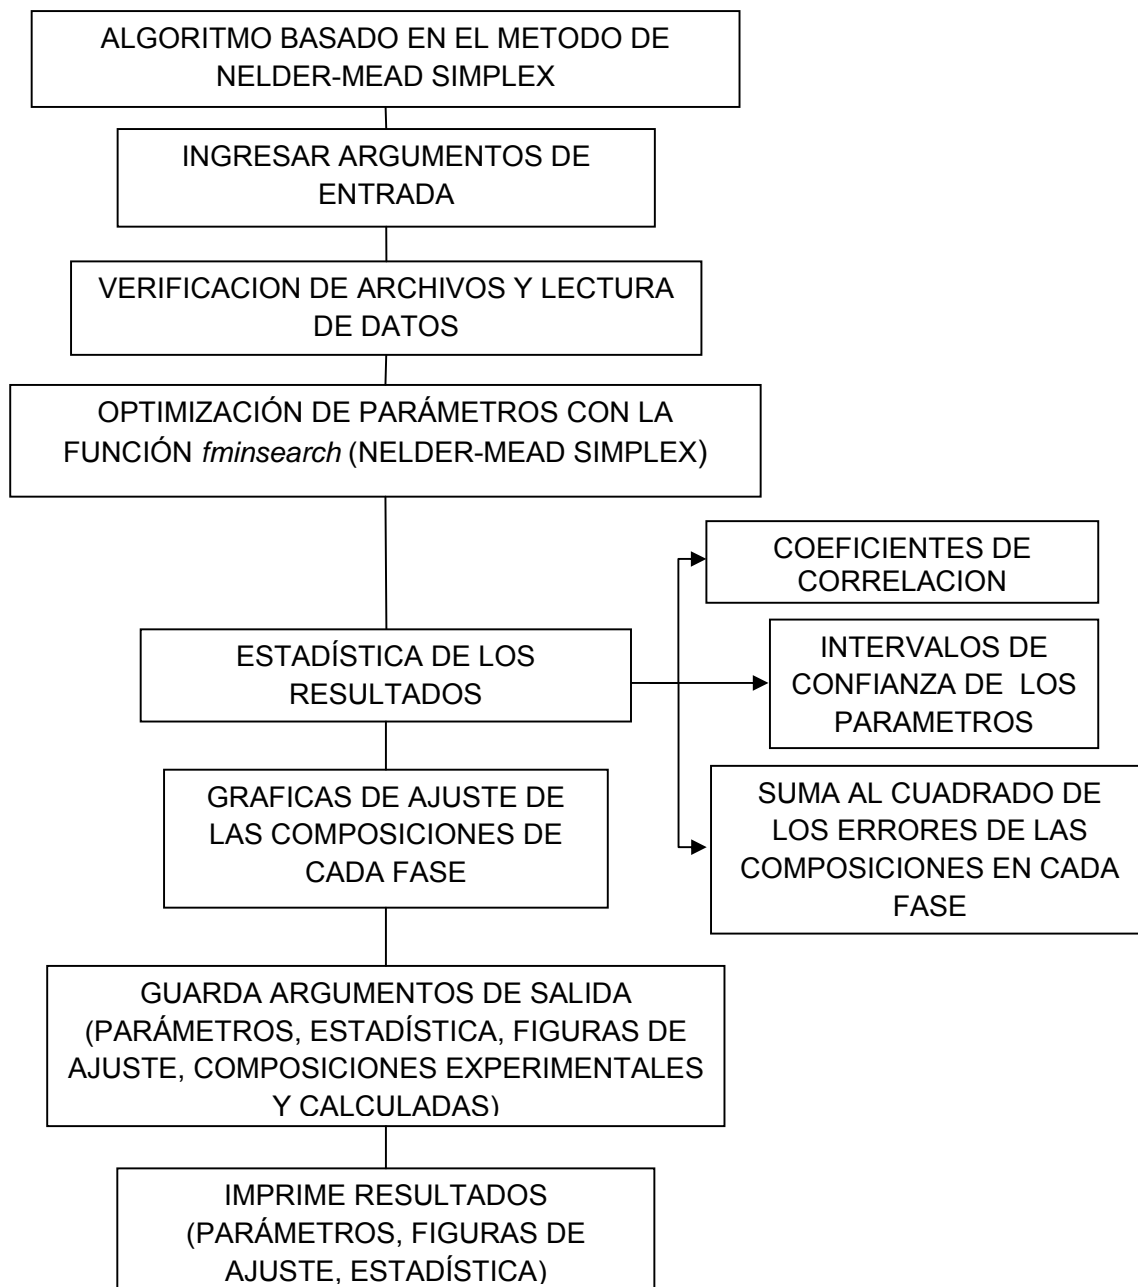 ALGORITMO BASADO EN EL METODO DE
NELDER-MEAD SIMPLEX
INGRESAR ARGUMENTOS DE
ENTRADA
VERIFICACION DE ARCHIVOS Y LECTURA
DE DATOS
OPTIMIZACIÓN DE PARÁMETROS CON LA
FUNCIÓN fminsearch (NELDER-MEAD SIMPLEX)
ESTADÍSTICA DE LOS
RESULTADOS
COEFICIENTES DE
CORRELACION
INTERVALOS DE
CONFIANZA DE LOS
PARAMETROS
SUMA AL CUADRADO DE
LOS ERRORES DE LAS
COMPOSICIONES EN CADA
FASE
GRAFICAS DE AJUSTE DE
LAS COMPOSICIONES DE
CADA FASE
GUARDA ARGUMENTOS DE SALIDA
(PARÁMETROS, ESTADÍSTICA, FIGURAS DE
AJUSTE, COMPOSICIONES EXPERIMENTALES
Y CALCULADAS)
IMPRIME RESULTADOS
(PARÁMETROS, FIGURAS DE
AJUSTE, ESTADÍSTICA)